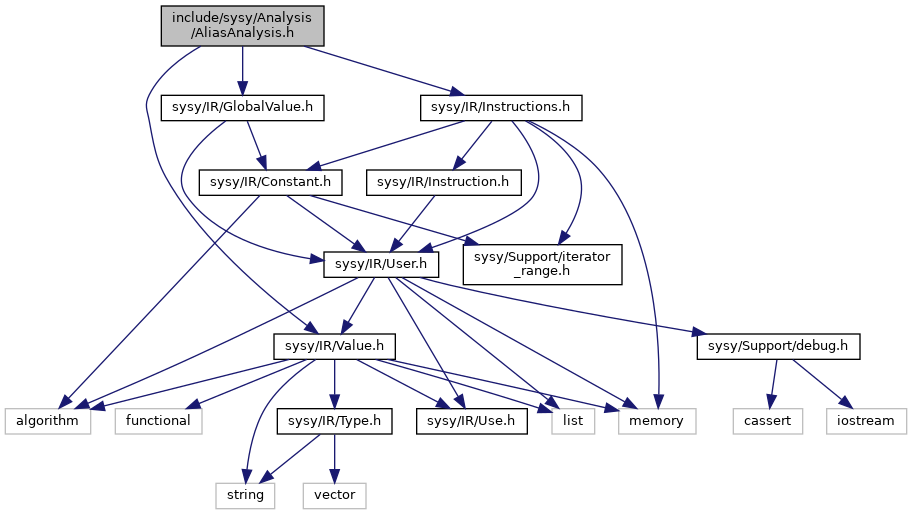 include/sysy/Analysis
/AliasAnalysis.h
sysy/IR/GlobalValue.h
sysy/IR/Instructions.h
sysy/IR/Constant.h
sysy/IR/Instruction.h
sysy/IR/User.h
sysy/Support/iterator
_range.h
sysy/IR/Value.h
sysy/Support/debug.h
algorithm
functional
sysy/IR/Type.h
sysy/IR/Use.h
list
memory
cassert
iostream
string
vector